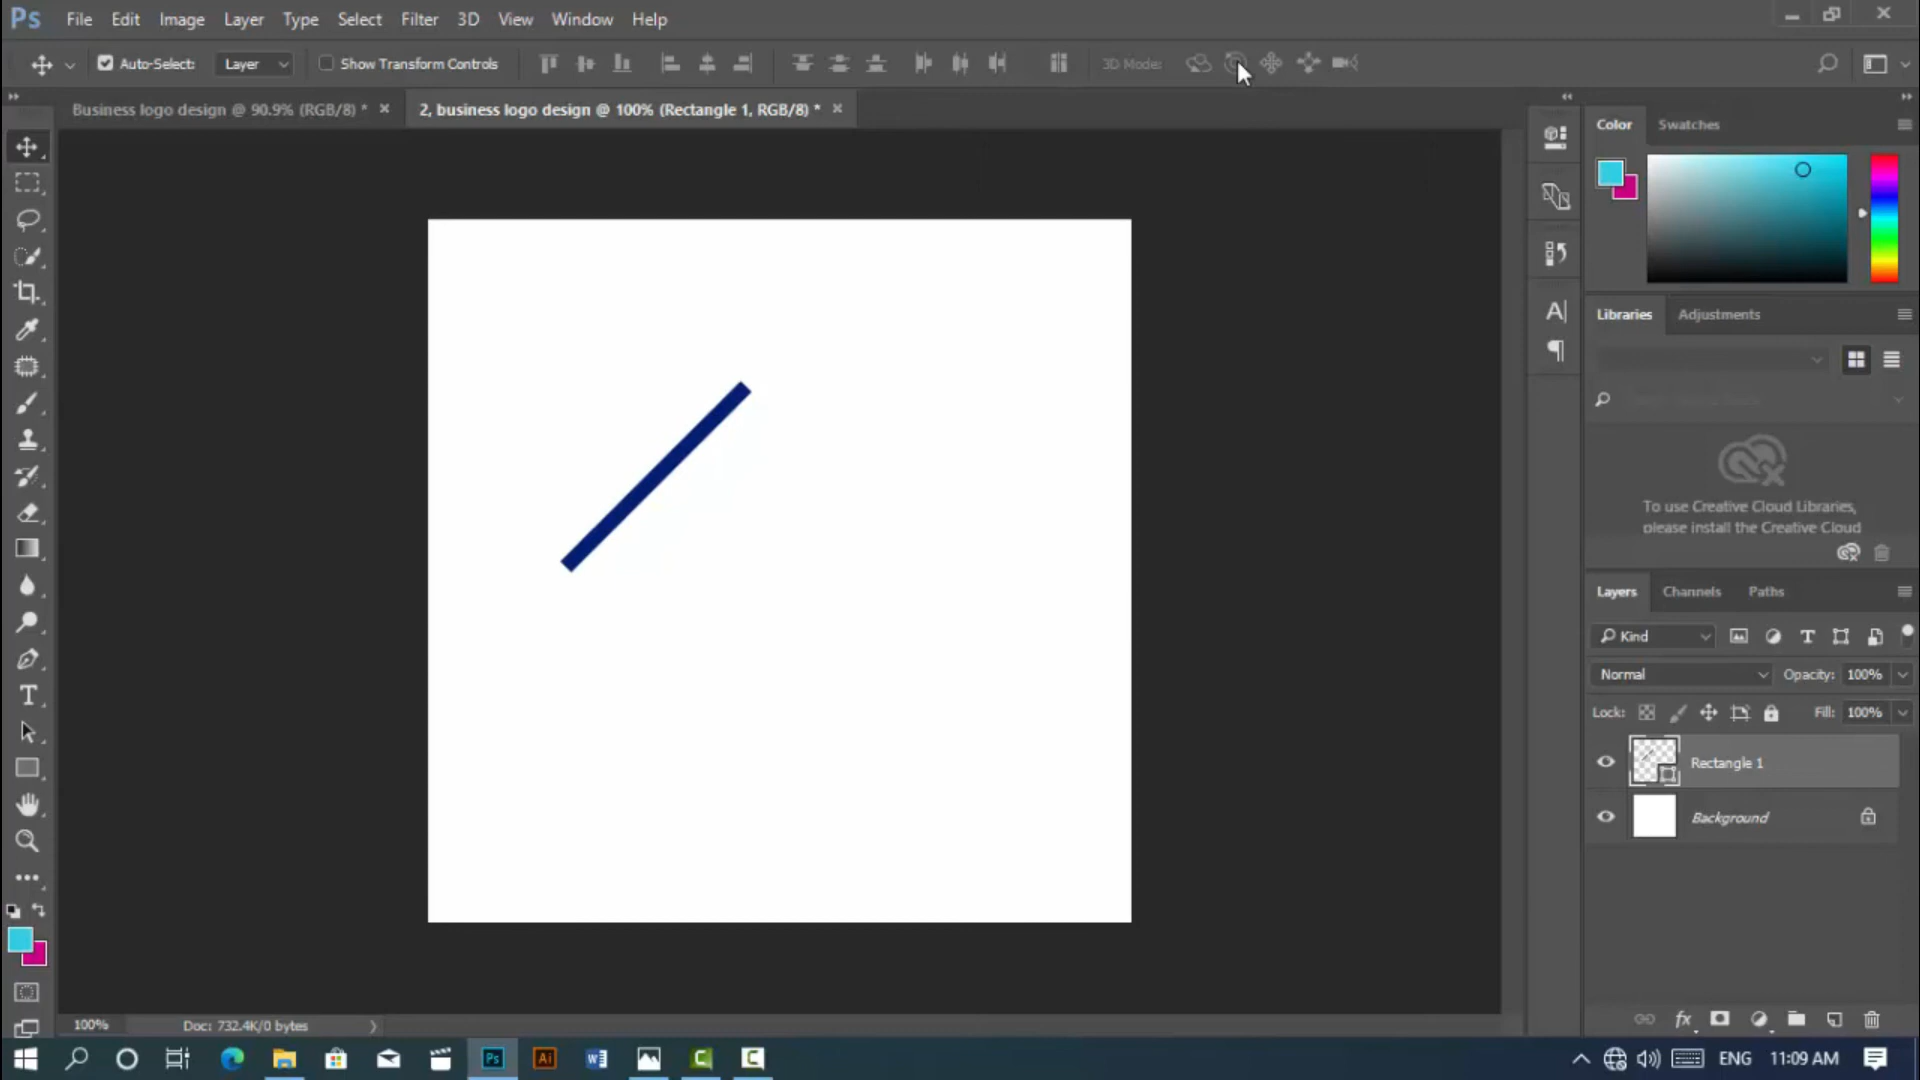 Ps File Edit Image Layer Type Select Filter 3D View Window Help
Auto-Select: Layer Show Transform Controls 3D Mode:
Business logo design @ 90.9% (RGB/8) * × 2, business logo design @ 100% (Rectangle 1, RGB/8) * ×
Color Swatches
Libraries Adjustments
To use Creative Cloud Libraries,
please install the Creative Cloud
Layers Channels Paths
Kind
Normal Opacity: 100%
Lock: Fill: 100%
Rectangle 1
Background
100% Doc: 732.4K/0 bytes
Ps Ai ENG 11:09 AM